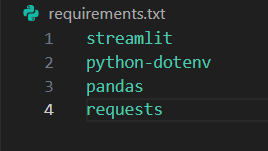 requirements.txt
1 streamlit
2 python-dotenv
3 pandas
4 requests